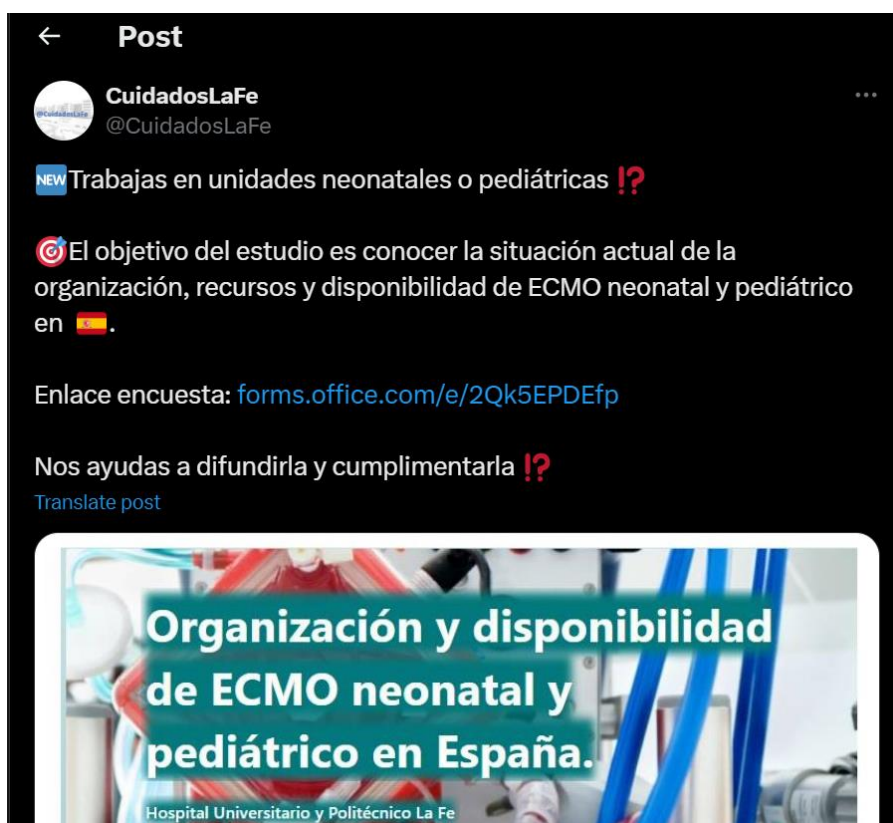 Post
CuidadosLaFe
@CuidadosLaFe
🆕Trabajas en unidades neonatales o pediátricas ⁉️
🎯El objetivo del estudio es conocer la situación actual de la
organización, recursos y disponibilidad de ECMO neonatal y pediátrico
en 🇪🇸.
Enlace encuesta: forms.office.com/e/2Qk5EPDEfp
Nos ayudas a difundirla y cumplimentarla ⁉️
Translate post
Organización y disponibilidad
de ECMO neonatal y
pediátrico en España.
Hospital Universitario y Politécnico La Fe